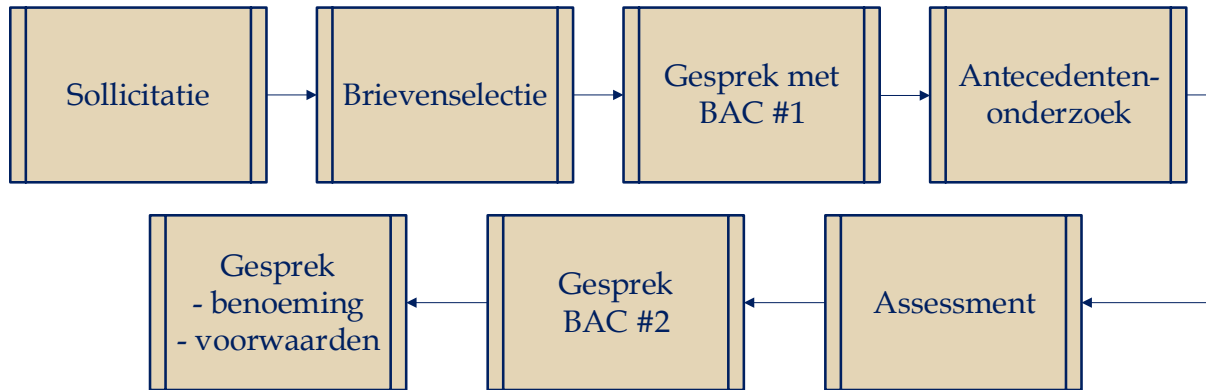 Sollicitatie
Brievenselectie
Gesprek met
BAC #1
Antecedenten-
onderzoek
Assessment
Gesprek
BAC #2
Gesprek
- benoeming
- voorwaarden